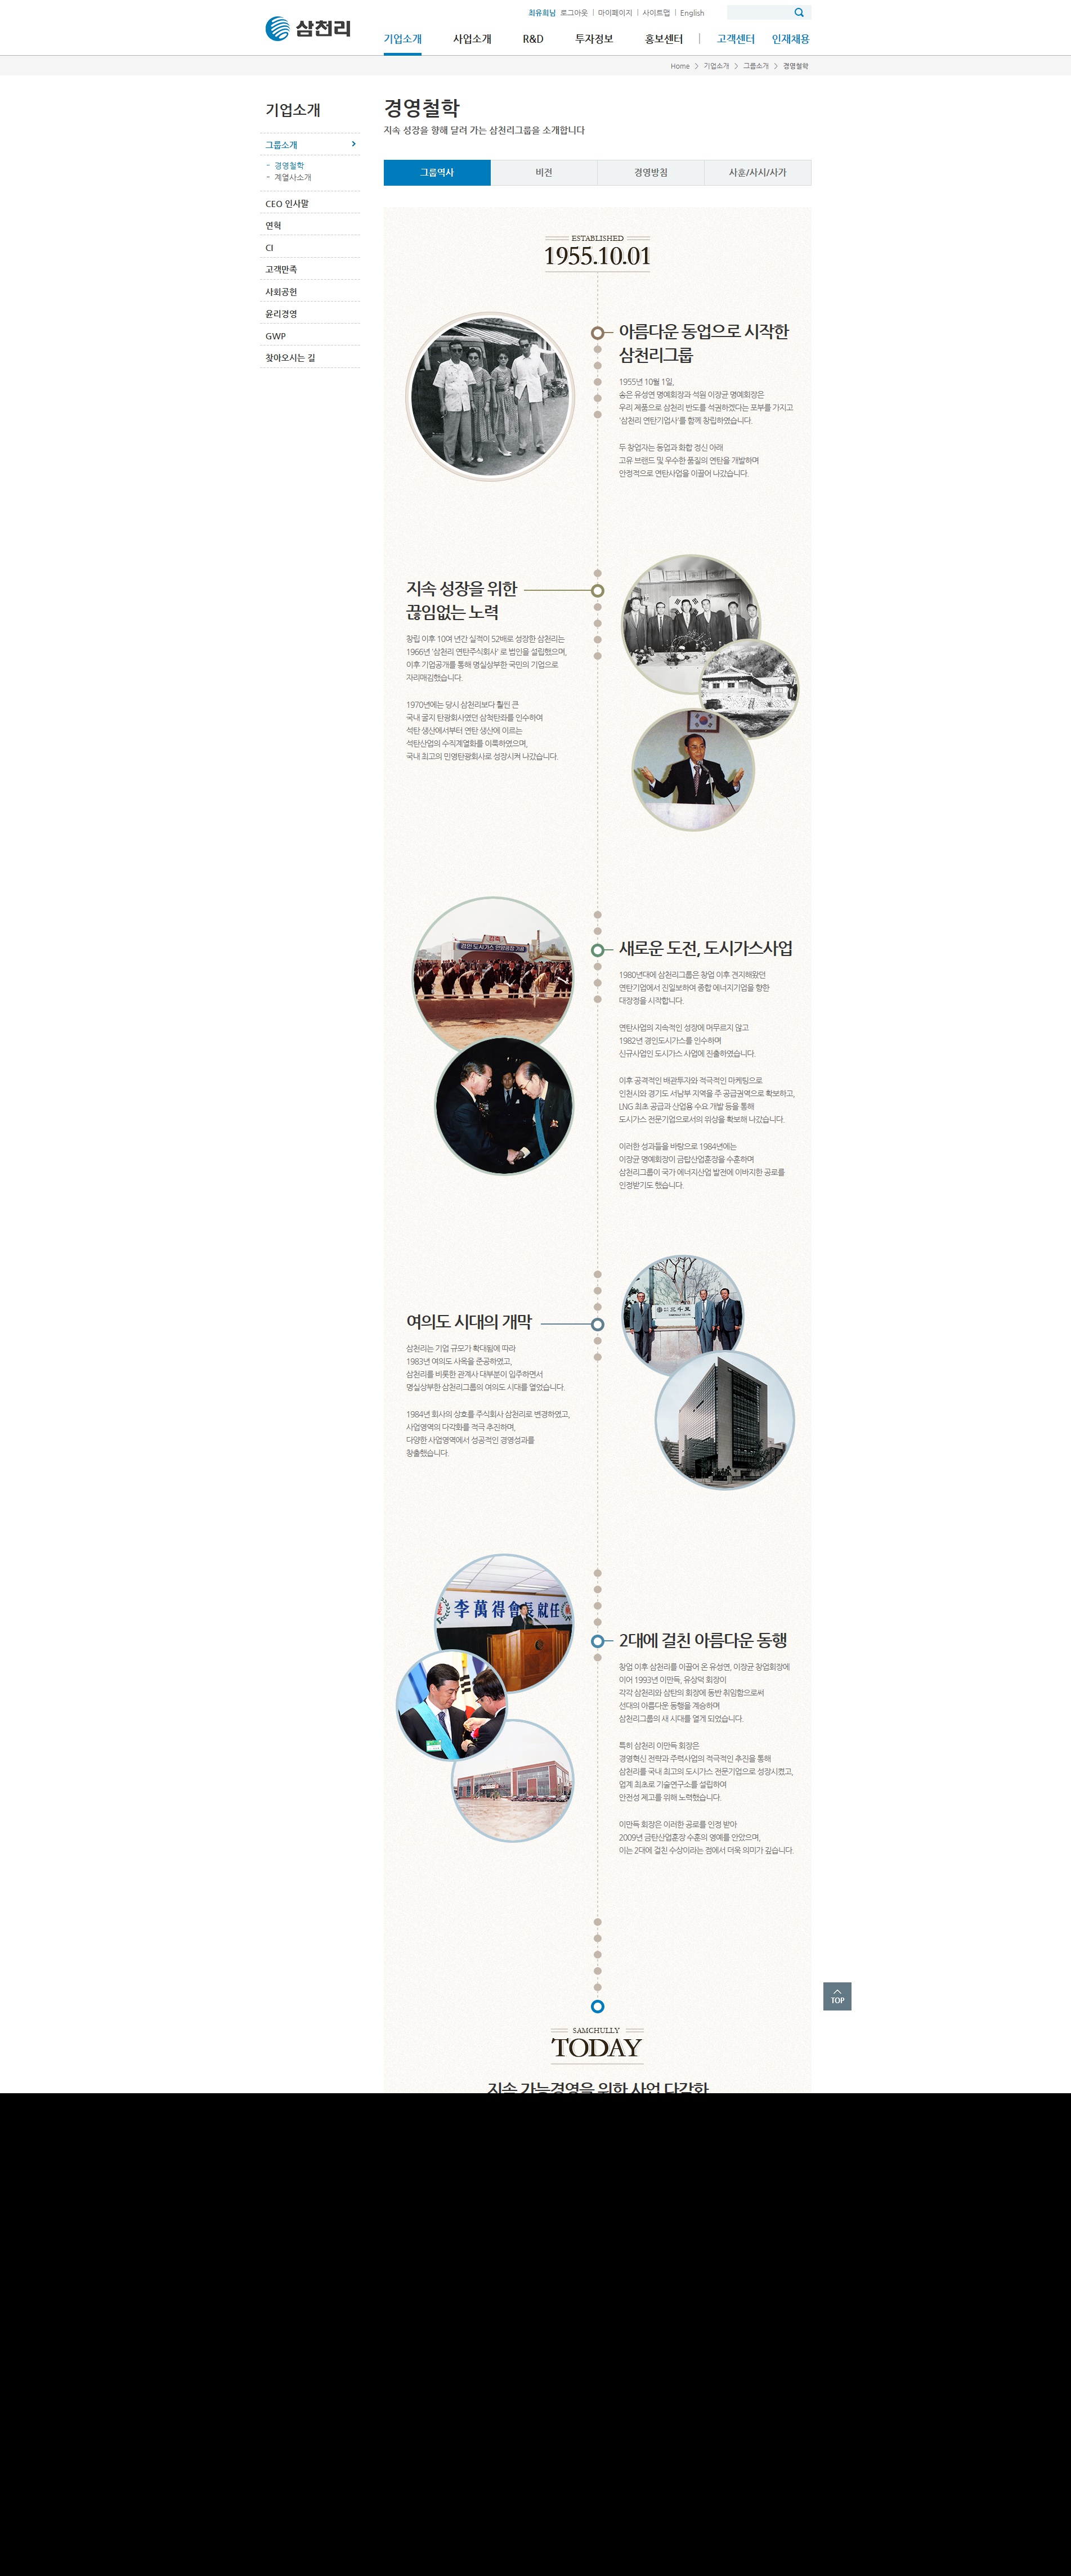 최유희님 로그아웃 마이페이지 사이트맵 English
삼천리
기업소개 사업소개 R&D 투자정보 홍보센터 고객센터 인재채용
Home > 기업소개 > 그룹소개 > 경영철학
기업소개
그룹소개
- 경영철학
- 계열사소개
CEO 인사말
연혁
CI
고객만족
사회공헌
윤리경영
GWP
찾아오시는 길
경영철학
지속 성장을 향해 달려 가는 삼천리그룹을 소개합니다
그룹역사 비전 경영방침 사훈/사시/사가
ESTABLISHED
1955.10.01
아름다운 동업으로 시작한
삼천리그룹
1955년 10월 1일,
송은 유성연 명예회장과 석원 이장균 명예회장은
우리 제품으로 삼천리 반도를 석권하겠다는 포부를 가지고
'삼천리 연탄기업사'를 함께 창립하였습니다.
두 창업자는 동업과 화합 정신 아래
고유 브랜드 및 우수한 품질의 연탄을 개발하며
안정적으로 연탄사업을 이끌어 나갔습니다.
지속 성장을 위한
끊임없는 노력
창립 이후 10여 년간 실적이 52배로 성장한 삼천리는
1966년 '삼천리 연탄주식회사' 로 법인을 설립했으며,
이후 기업공개를 통해 명실상부한 국민의 기업으로
자리매김했습니다.
1970년에는 당시 삼천리보다 훨씬 큰
국내 굴지 탄광회사였던 삼척탄좌를 인수하여
석탄 생산에서부터 연탄 생산에 이르는
석탄산업의 수직계열화를 이룩하였으며,
국내 최고의 민영탄광회사로 성장시켜 나갔습니다.
새로운 도전, 도시가스사업
1980년대에 삼천리그룹은 창업 이후 견지해왔던
연탄기업에서 진일보하여 종합 에너지기업을 향한
대장정을 시작합니다.
연탄사업의 지속적인 성장에 머무르지 않고
1982년 경인도시가스를 인수하며
신규사업인 도시가스 사업에 진출하였습니다.
이후 공격적인 배관투자와 적극적인 마케팅으로
인천시와 경기도 서남부 지역을 주 공급권역으로 확보하고,
LNG 최초 공급과 산업용 수요 개발 등을 통해
도시가스 전문기업으로서의 위상을 확보해 나갔습니다.
이러한 성과들을 바탕으로 1984년에는
이장균 명예회장이 금탑산업훈장을 수훈하며
삼천리그룹이 국가 에너지산업 발전에 이바지한 공로를
인정받기도 했습니다.
여의도 시대의 개막
삼천리는 기업 규모가 확대됨에 따라
1983년 여의도 사옥을 준공하였고,
삼천리를 비롯한 관계사 대부분이 입주하면서
명실상부한 삼천리그룹의 여의도 시대를 열었습니다.
1984년 회사의 상호를 주식회사 삼천리로 변경하였고,
사업영역의 다각화를 적극 추진하며,
다양한 사업영역에서 성공적인 경영성과를
창출했습니다.
李萬得會長就任
2대에 걸친 아름다운 동행
창업 이후 삼천리를 이끌어 온 유성연, 이장균 창업회장에
이어 1993년 이만득, 유상덕 회장이
각각 삼천리와 삼탄의 회장에 동반 취임함으로써
선대의 아름다운 동행을 계승하며
삼천리그룹의 새 시대를 열게 되었습니다.
특히 삼천리 이만득 회장은
경영혁신 전략과 주력사업의 적극적인 추진을 통해
삼천리를 국내 최고의 도시가스 전문기업으로 성장시켰고,
업계 최초로 기술연구소를 설립하여
안전성 제고를 위해 노력했습니다.
이만득 회장은 이러한 공로를 인정 받아
2009년 금탄산업훈장 수훈의 영예를 안았으며,
이는 2대에 걸친 수상이라는 점에서 더욱 의미가 깊습니다.
TOP
SAMCHULLY
TODAY
지속 가능경영을 위한 사업 다각화